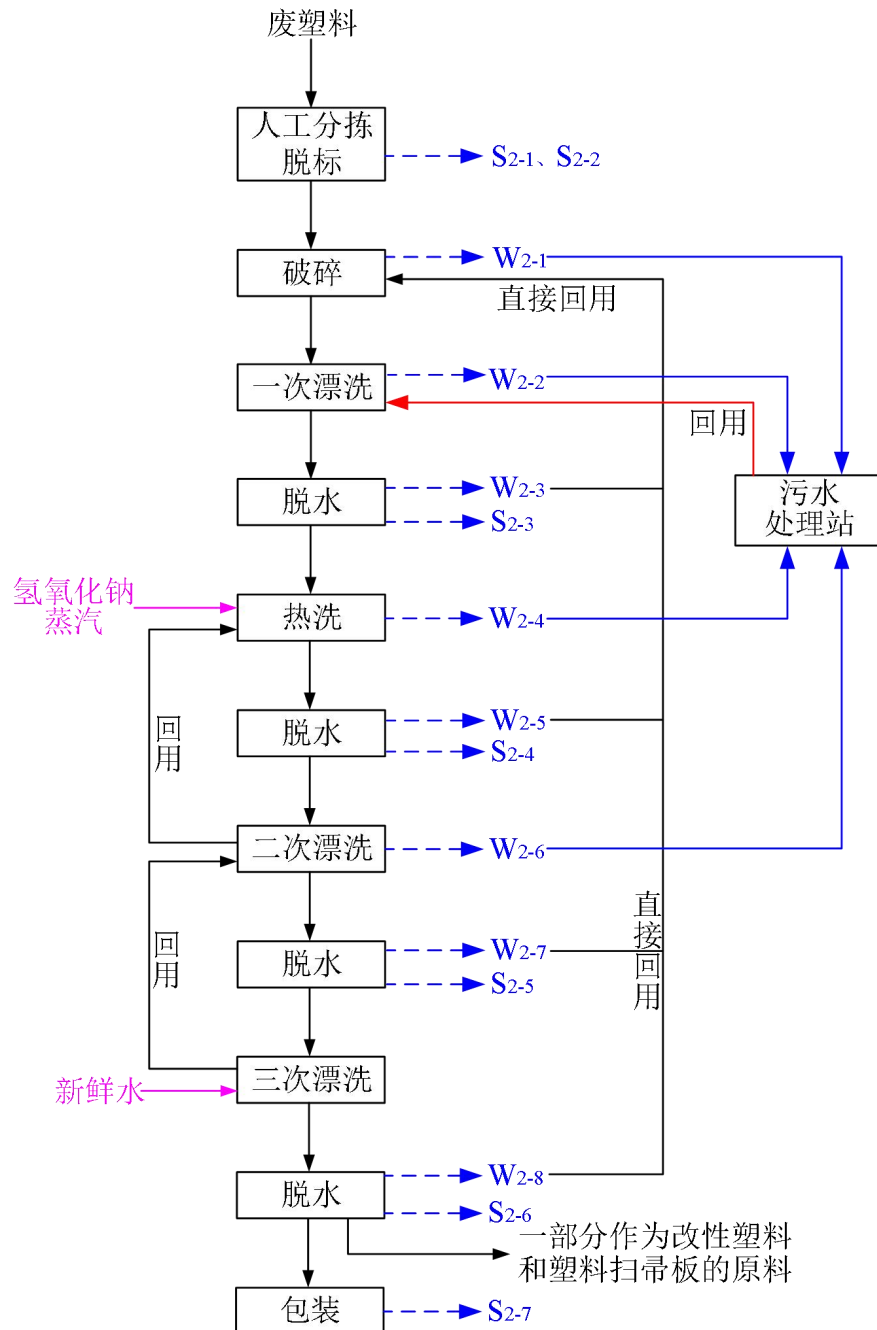 废塑料
人工分拣
脱标
S2-1、S2-2
破碎
W2-1
直接回用
一次漂洗
W2-2
回用
脱水
W2-3
S2-3
污水
处理站
氢氧化钠
蒸汽
热洗
W2-4
回用
脱水
W2-5
S2-4
二次漂洗
W2-6
回用
脱水
W2-7
S2-5
直接回用
三次漂洗
新鲜水
脱水
W2-8
S2-6
一部分作为改性塑料
和塑料扫帚板的原料
包装
S2-7